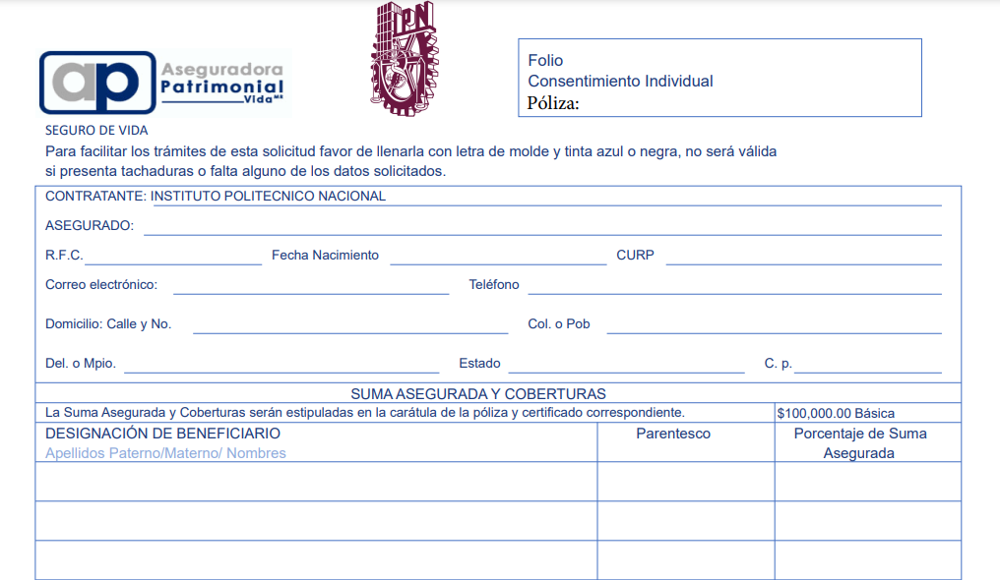 IPN
ap Aseguradora
Patrimonial
Vida MR
Folio
Consentimiento Individual
Póliza:
SEGURO DE VIDA
Para facilitar los trámites de esta solicitud favor de llenarla con letra de molde y tinta azul o negra, no será válida
si presenta tachaduras o falta alguno de los datos solicitados.
CONTRATANTE: INSTITUTO POLITECNICO NACIONAL
ASEGURADO:
R.F.C. Fecha Nacimiento CURP
Correo electrónico: Teléfono
Domicilio: Calle y No. Col. o Pob
Del. o Mpio. Estado C. p.
SUMA ASEGURADA Y COBERTURAS
La Suma Asegurada y Coberturas serán estipuladas en la carátula de la póliza y certificado correspondiente. $100,000.00 Básica
DESIGNACIÓN DE BENEFICIARIO Parentesco Porcentaje de Suma
Apellidos Paterno/Materno/ Nombres Asegurada